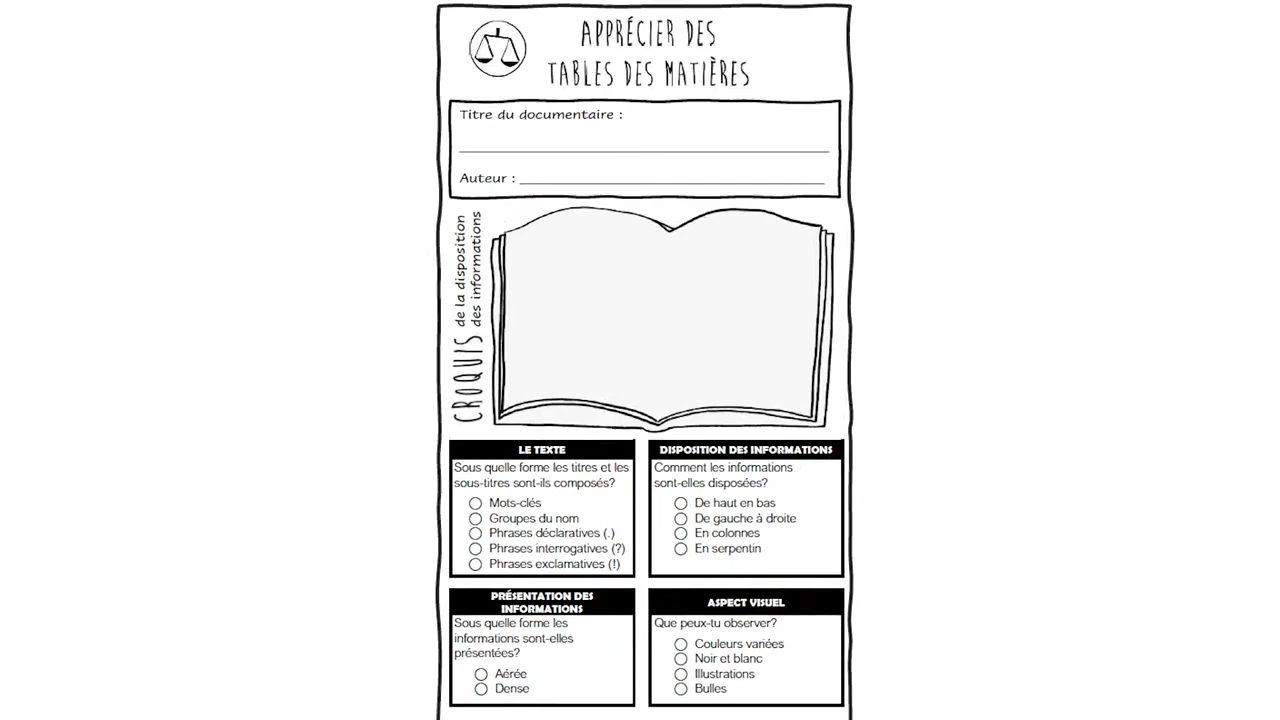 APPRÉCIER DES
TABLES DES MATIÈRES
Titre du documentaire :
Auteur :
CROQUIS de la disposition
des informations
LE TEXTE
Sous quelle forme les titres et les
sous-titres sont-ils composés?
Mots-clés
Groupes du nom
Phrases déclaratives (.)
Phrases interrogatives (?)
Phrases exclamatives (!)
DISPOSITION DES INFORMATIONS
Comment les informations
sont-elles disposées?
De haut en bas
De gauche à droite
En colonnes
En serpentin
PRÉSENTATION DES
INFORMATIONS
Sous quelle forme les
informations sont-elles
présentées?
Aérée
Dense
ASPECT VISUEL
Que peux-tu observer?
Couleurs variées
Noir et blanc
Illustrations
Bulles